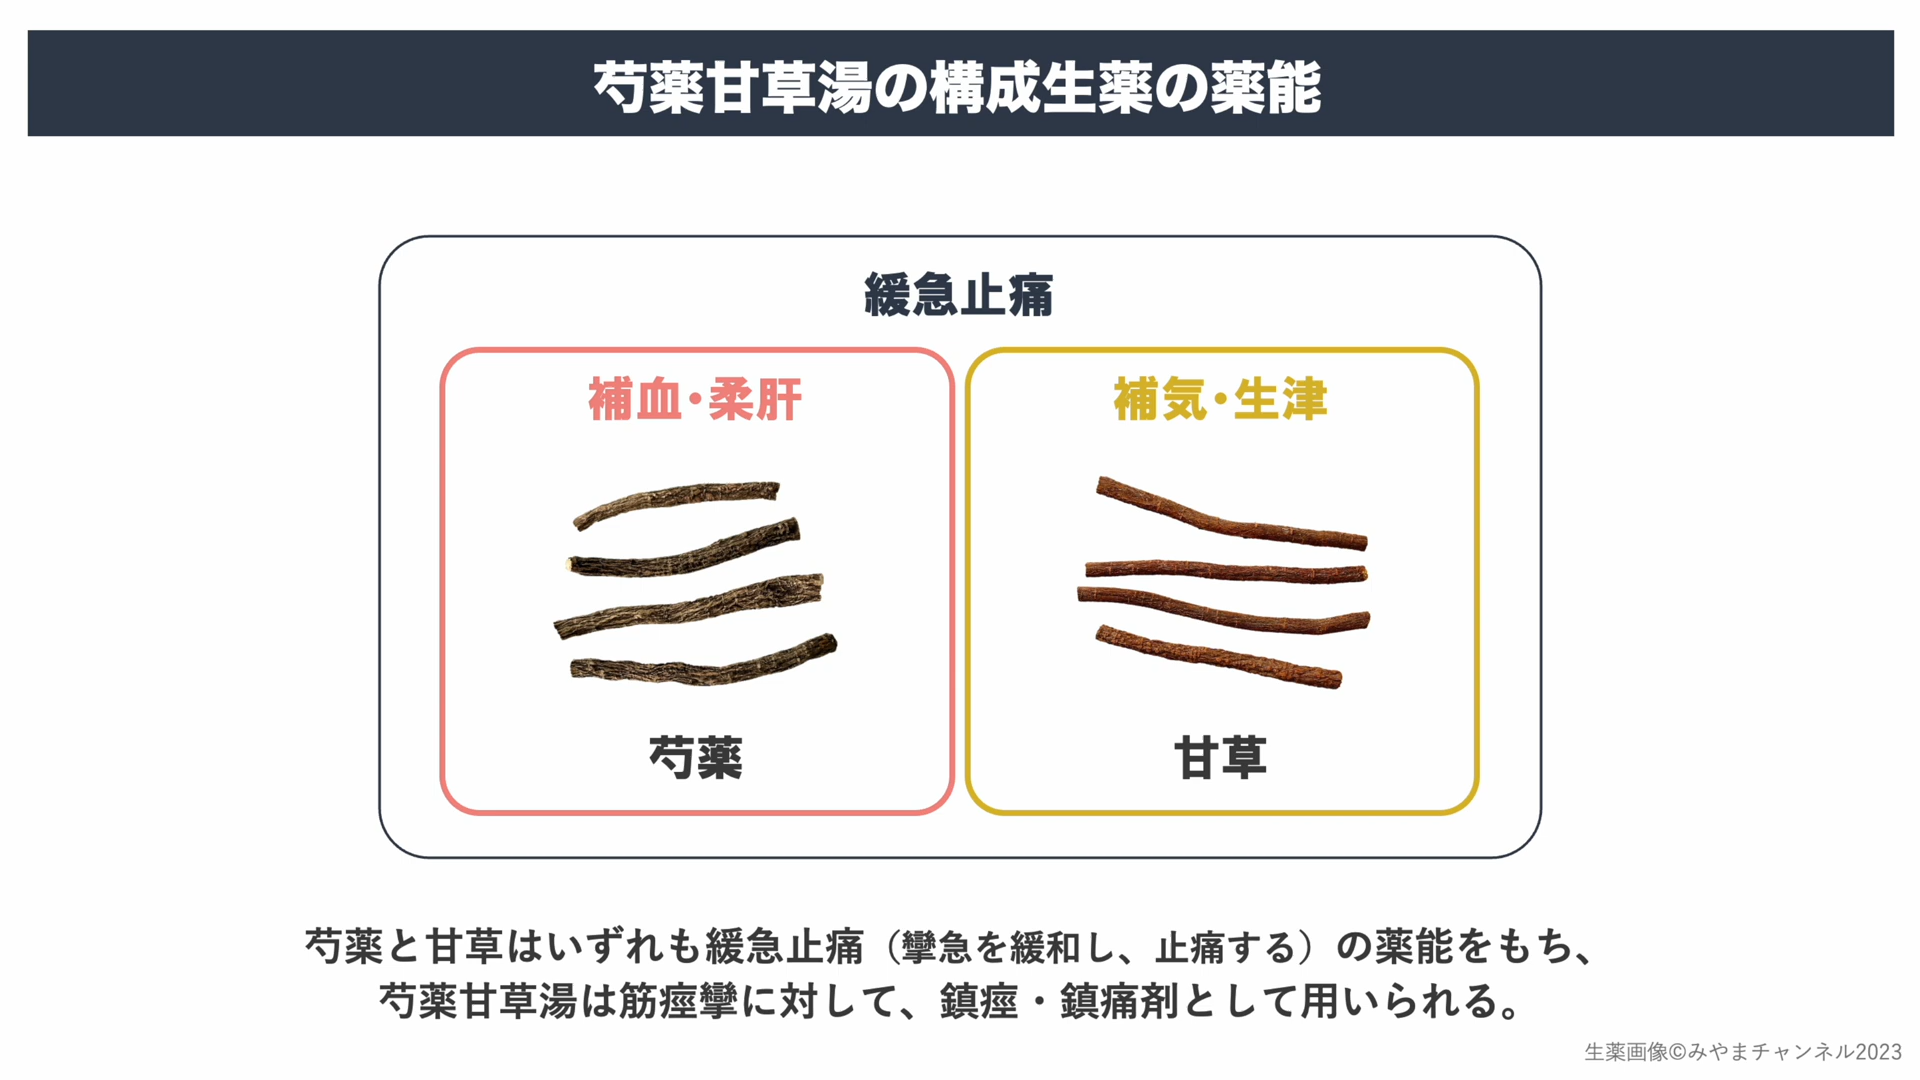 芍薬甘草湯の構成生薬の薬能
緩急止痛
補血・柔肝
補気・生津
芍薬
甘草
芍薬と甘草はいずれも緩急止痛（攣急を緩和し、止痛する）の薬能をもち、
芍薬甘草湯は筋痙攣に対して、鎮痙・鎮痛剤として用いられる。
生薬画像©みやまチャンネル2023